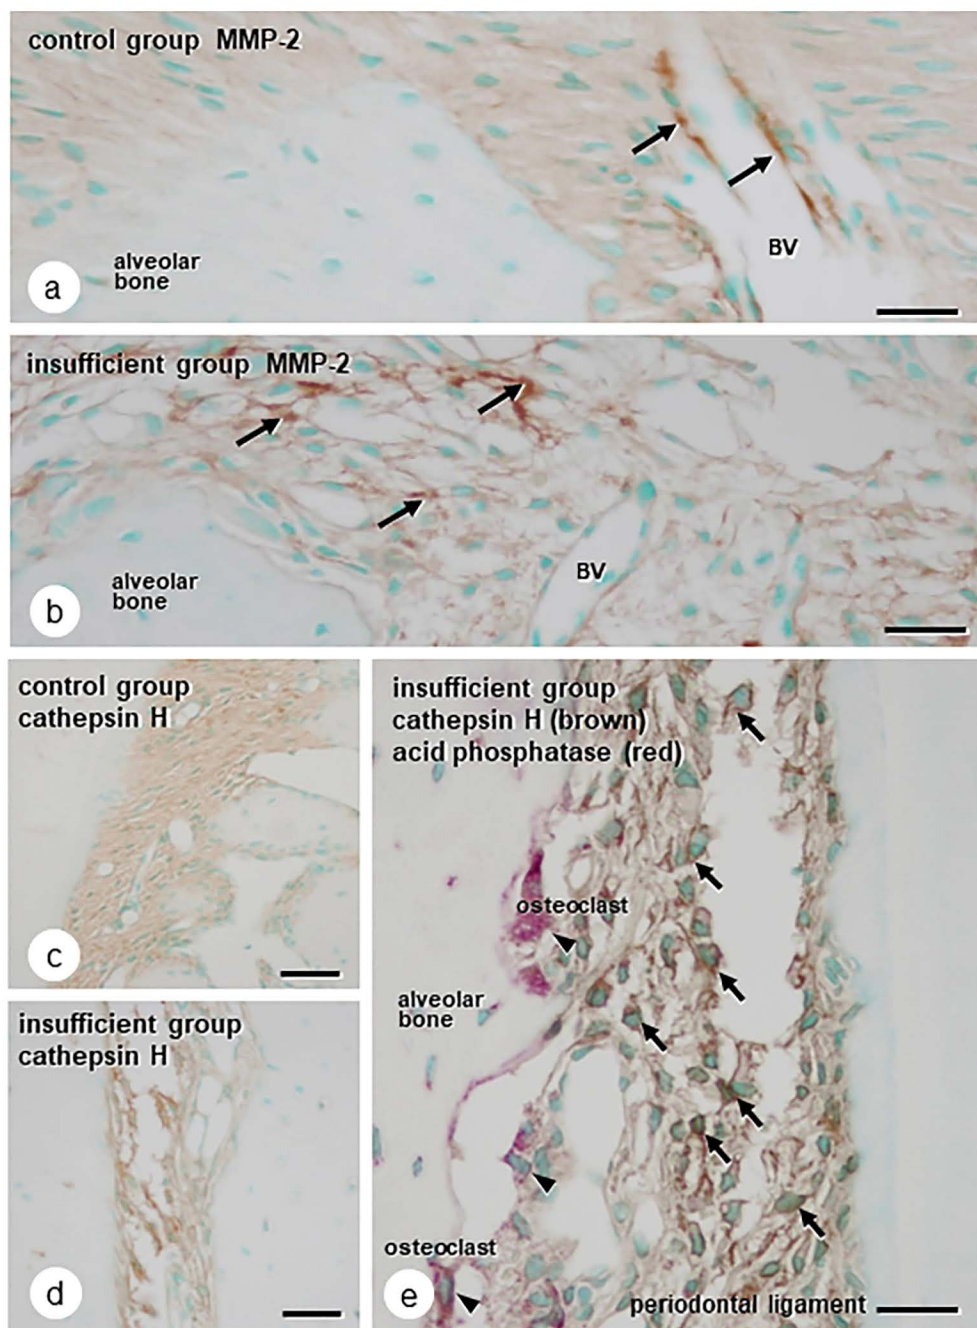 control group MMP-2
alveolar
bone
BV
a
insufficient group MMP-2
alveolar
bone
BV
b
control group
cathepsin H
c
insufficient group
cathepsin H
d
insufficient group
cathepsin H (brown)
acid phosphatase (red)
osteoclast
alveolar
bone
osteoclast
e
periodontal ligament